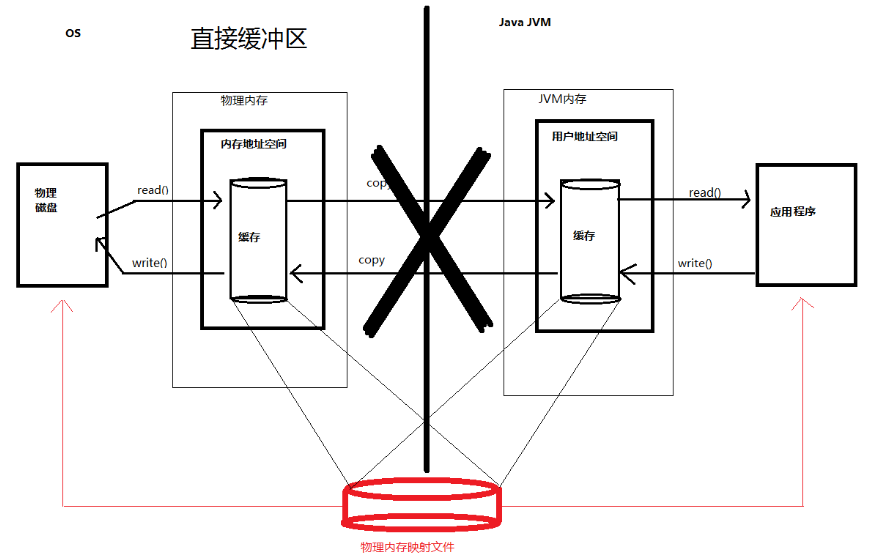 OS
直接缓冲区
Java JVM
物理内存
JVM内存
内存地址空间
用户地址空间
物理
磁盘
read()
write()
缓存
copy
copy
缓存
read()
write()
应用程序
物理内存映射文件